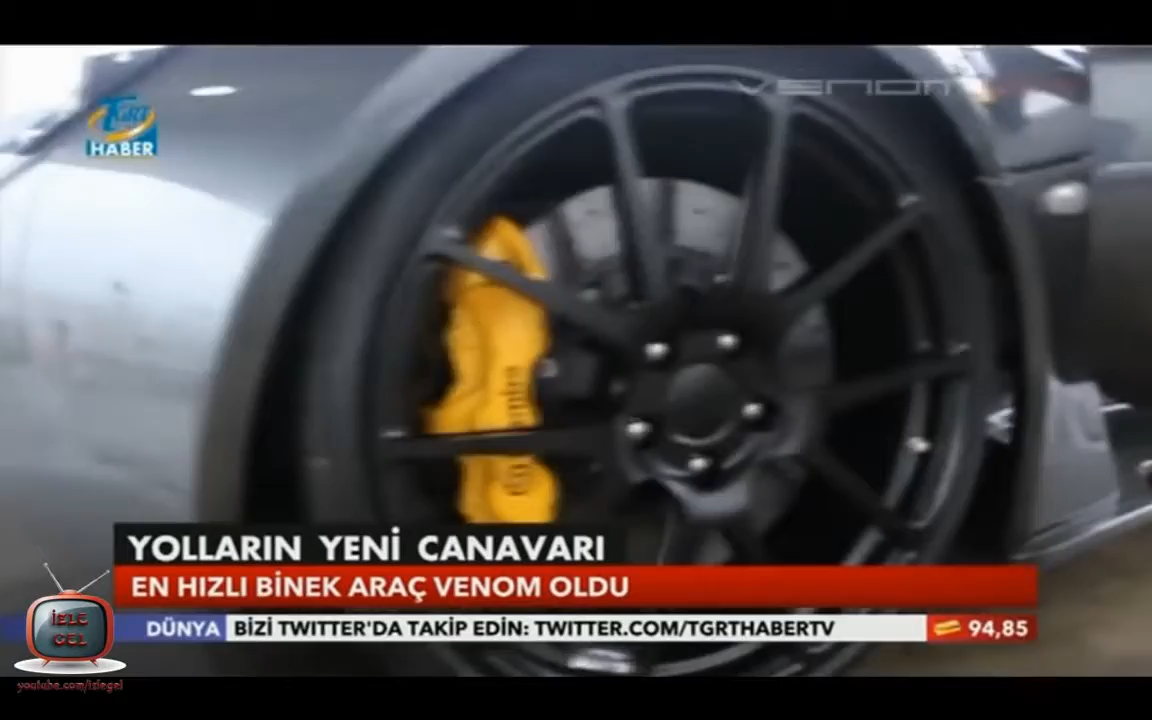 VENOM
TGRT
HABER
YOLLARIN YENİ CANAVARI
EN HIZLI BİNEK ARAÇ VENOM OLDU
DÜNYA
BİZİ TWITTER'DA TAKİP EDİN: TWITTER.COM/TGRTHABERTV
94,85
İZLE
GEL
youtube.com/izlegel